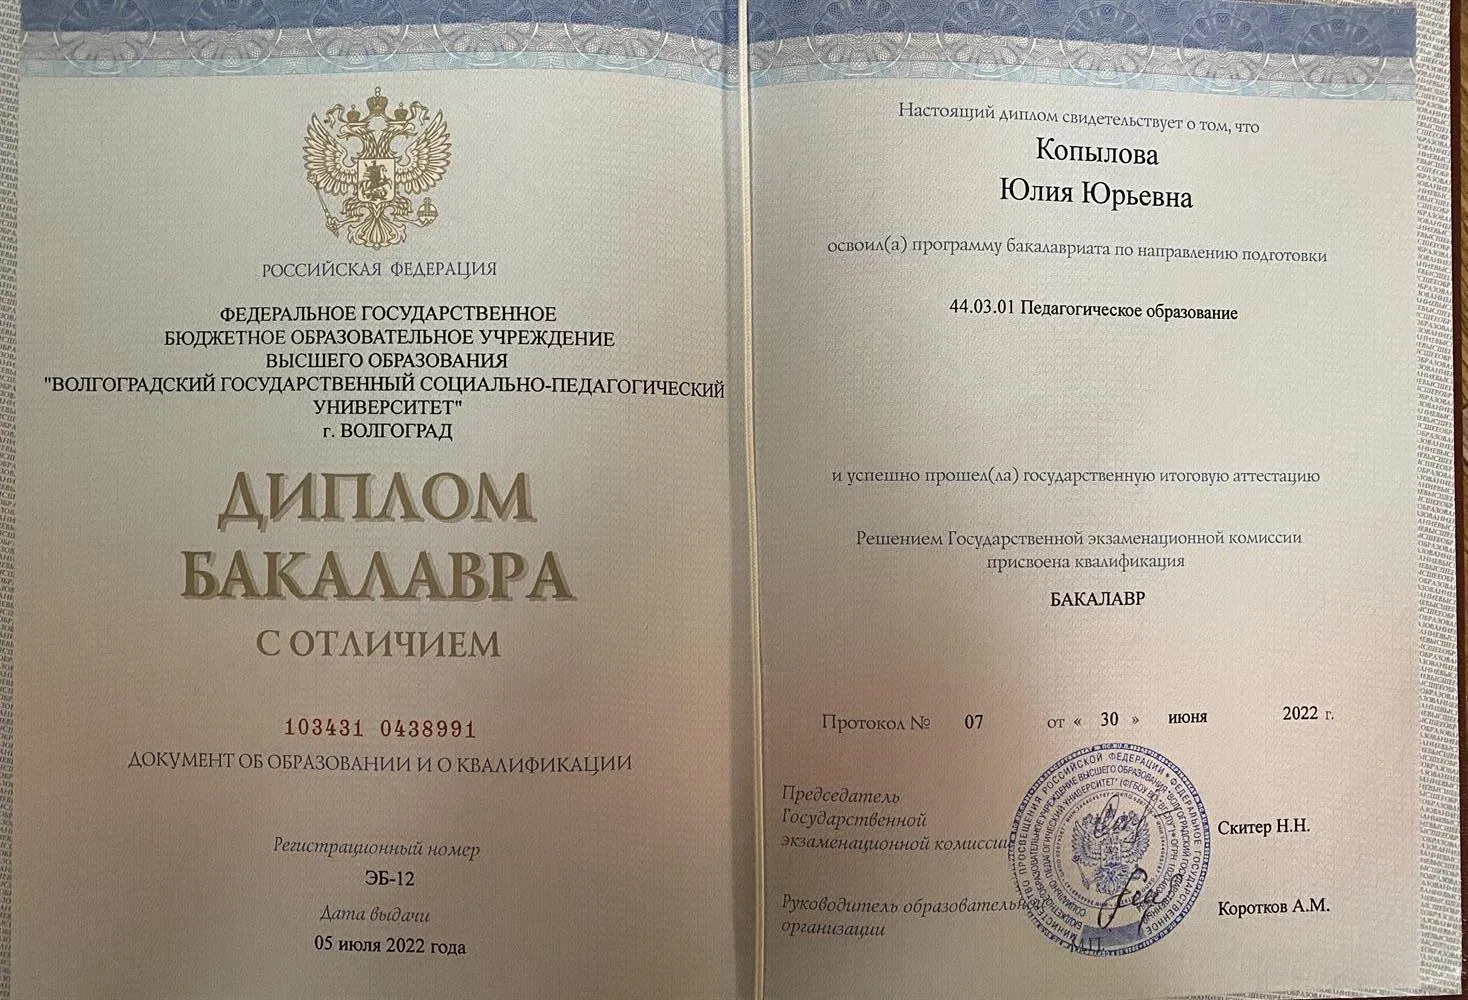 РОССИЙСКАЯ ФЕДЕРАЦИЯ
ФЕДЕРАЛЬНОЕ ГОСУДАРСТВЕННОЕ
БЮДЖЕТНОЕ ОБРАЗОВАТЕЛЬНОЕ УЧРЕЖДЕНИЕ
ВЫСШЕГО ОБРАЗОВАНИЯ
"ВОЛГОГРАДСКИЙ ГОСУДАРСТВЕННЫЙ СОЦИАЛЬНО-ПЕДАГОГИЧЕСКИЙ
УНИВЕРСИТЕТ"
г. ВОЛГОГРАД
ДИПЛОМ
БАКАЛАВРА
С ОТЛИЧИЕМ
103431 0438991
ДОКУМЕНТ ОБ ОБРАЗОВАНИИ И О КВАЛИФИКАЦИИ
Регистрационный номер
ЭБ-12
Дата выдачи
05 июля 2022 года
Настоящий диплом свидетельствует о том, что
Копылова
Юлия Юрьевна
освоил(а) программу бакалавриата по направлению подготовки
44.03.01 Педагогическое образование
и успешно прошел(ла) государственную итоговую аттестацию
Решением Государственной экзаменационной комиссии
присвоена квалификация
БАКАЛАВР
Протокол № 07 от « 30 » июня 2022 г.
Председатель
Государственной
экзаменационной комиссии
Скитер Н.Н.
Руководитель образовательной
организации
Коротков А.М.
М.П.